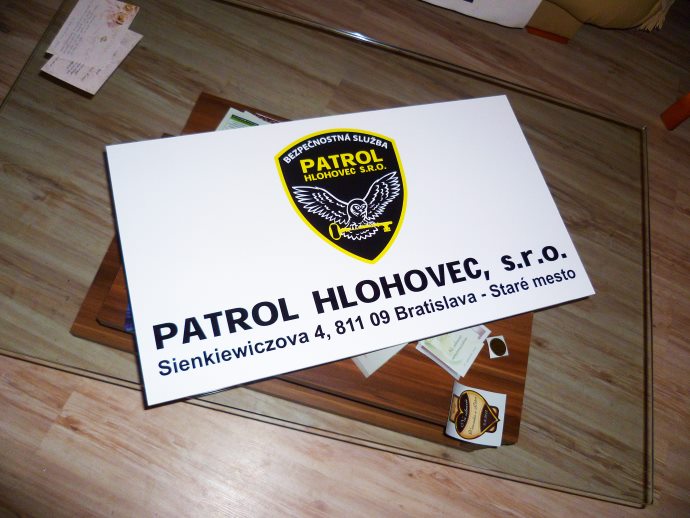 BEZPEČNOSTNÁ SLUŽBA
PATROL
HLOHOVEC S.R.O.
PATROL HLOHOVEC, s.r.o.
Sienkiewiczova 4, 811 09 Bratislava - Staré mesto